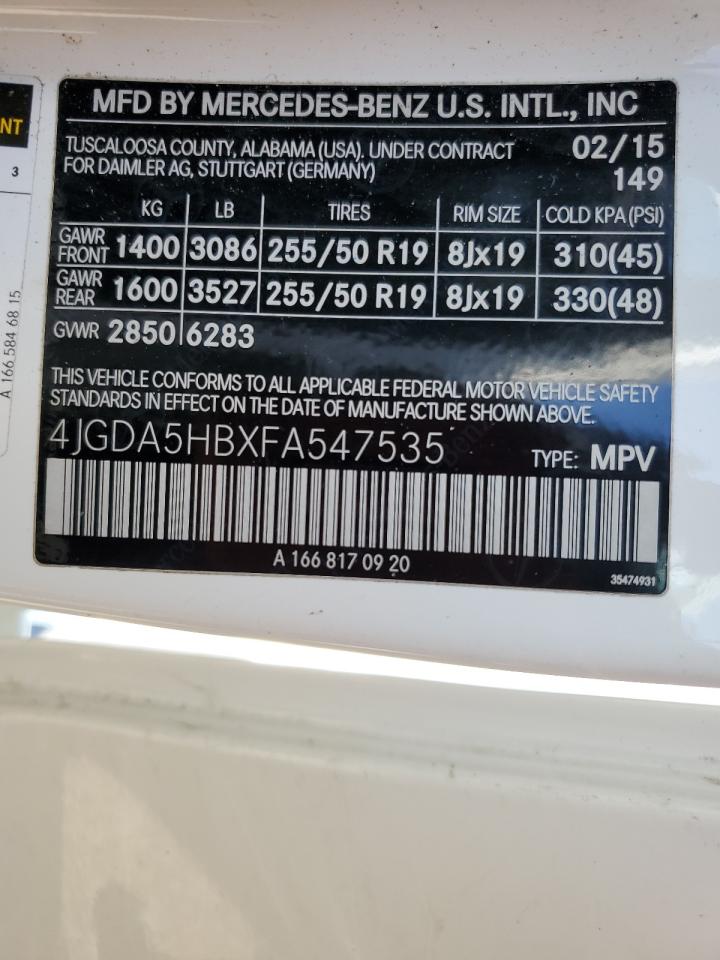 NT
3
A 166 584 68 15
MFD BY MERCEDES-BENZ U.S. INTL., INC
TUSCALOOSA COUNTY, ALABAMA (USA). UNDER CONTRACT 02/15
FOR DAIMLER AG, STUTTGART (GERMANY) 149
KG LB TIRES RIM SIZE COLD KPA (PSI)
GAWR FRONT 1400 3086 255/50 R19 8Jx19 310(45)
GAWR REAR 1600 3527 255/50 R19 8Jx19 330(48)
GVWR 2850 6283
THIS VEHICLE CONFORMS TO ALL APPLICABLE FEDERAL MOTOR VEHICLE SAFETY
STANDARDS IN EFFECT ON THE DATE OF MANUFACTURE SHOWN ABOVE.
4JGDA5HBXFA547535 TYPE: MPV
A 166 817 09 20
35474931